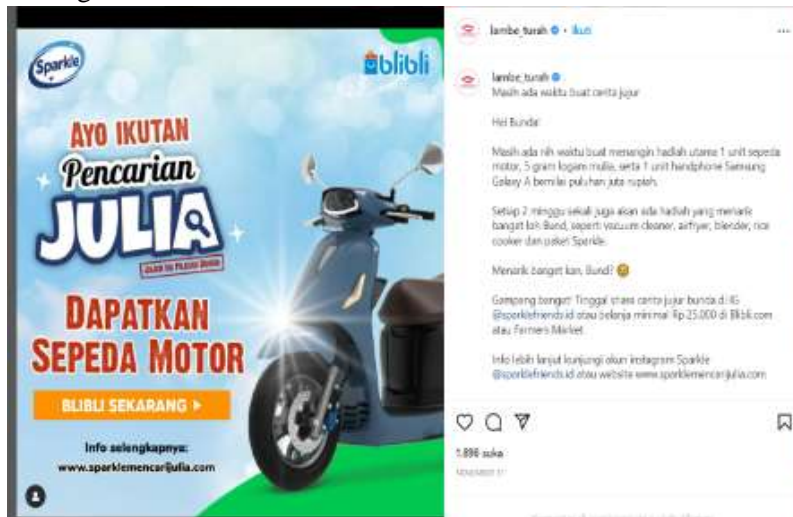 Sparkle
blibli
AYO IKUTAN
Pencarian
JULIA
DAPATKAN
SEPEDA MOTOR
BLIBLI SEKARANG
Info selengkapnya:
www.sparklemencarijulia.com
lambe_turah • Ikuti
lambe_turah
Masih ada waktu buat cerita jujur
Hei Bunda!
Masih ada nih waktu buat menangin hadiah utama 1 unit sepeda
motor, 5 gram logam mulia, serta 1 unit handphone Samsung
Galaxy A bernilai puluhan juta rupiah.
Setiap 2 minggu sekali juga akan ada hadiah yang menarik
banget loh Bund, seperti vacuum cleaner, airfryer, blender, rice
cooker dan paket Sparkle.
Menarik banget kan, Bund? 😉
Gampang banget! Tinggal share cerita jujur bunda di IG
@sparklefriends.id atau belanja minimal Rp 25.000 di Blibli.com
atau Farmers Market.
Info lebih lanjut kunjungi akun instagram Sparkle
@sparklefriends.id atau website www.sparklemencarijulia.com
1.896 suka
NOVEMBER